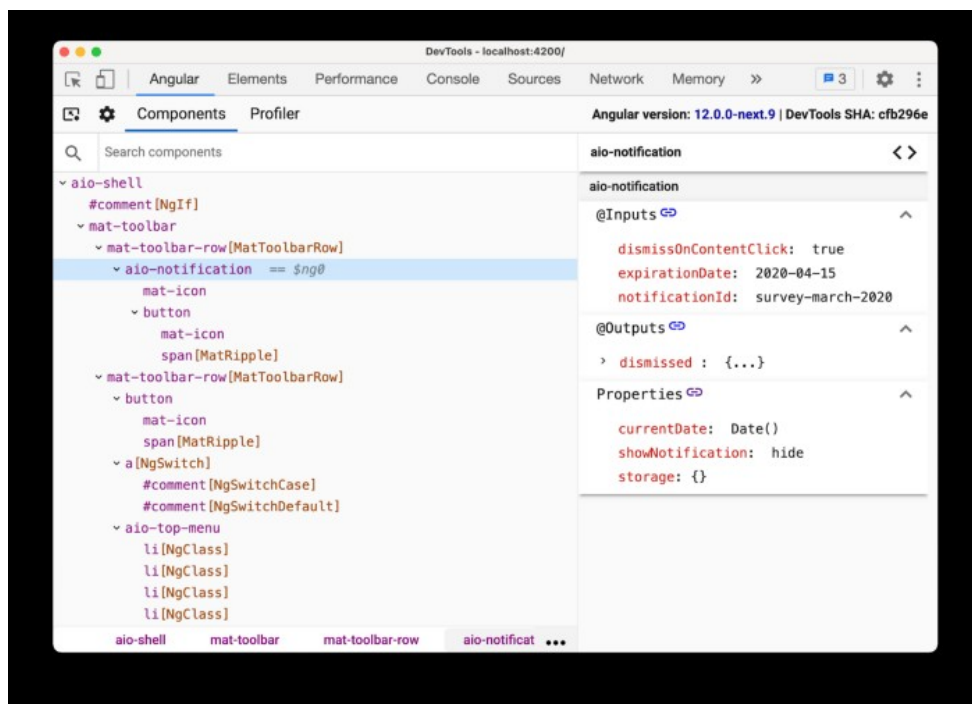 DevTools - localhost:4200/
Angular Elements Performance Console Sources Network Memory » 3
Components Profiler Angular version: 12.0.0-next.9 | DevTools SHA: cfb296e
Search components
aio-shell
#comment[NgIf]
mat-toolbar
mat-toolbar-row[MatToolbarRow]
aio-notification == $ng0
mat-icon
button
mat-icon
span[MatRipple]
mat-toolbar-row[MatToolbarRow]
button
mat-icon
span[MatRipple]
a[NgSwitch]
#comment[NgSwitchCase]
#comment[NgSwitchDefault]
aio-top-menu
li[NgClass]
li[NgClass]
li[NgClass]
li[NgClass]
aio-shell mat-toolbar mat-toolbar-row aio-notificat ...
aio-notification < >
aio-notification
@Inputs
dismissOnContentClick: true
expirationDate: 2020-04-15
notificationId: survey-march-2020
@Outputs
dismissed : {...}
Properties
currentDate: Date()
showNotification: hide
storage: {}